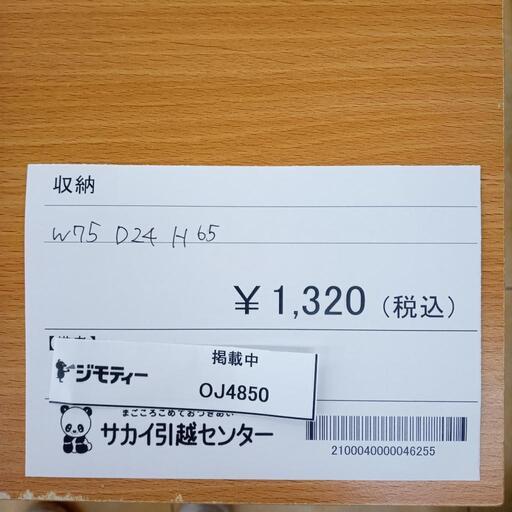 収納
W75 D24 H65
¥1,320（税込）
掲載中
ジモティー
OJ4850
まごころこめておつきあい
サカイ引越センター
2100040000046255